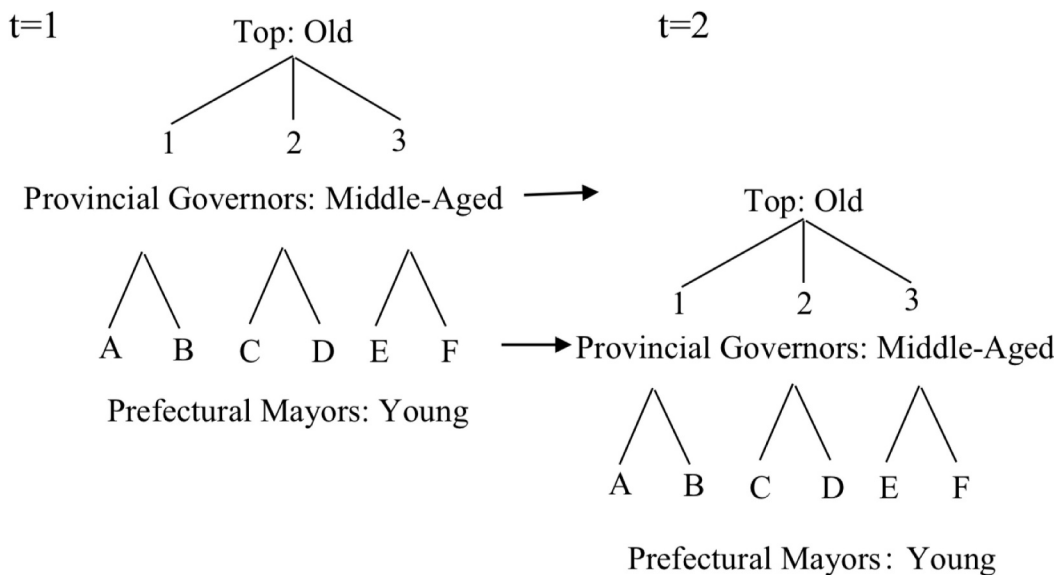 t=1
Top: Old
1 2 3
Provincial Governors: Middle-Aged
A B C D E F
Prefectural Mayors: Young
t=2
Top: Old
1 2 3
Provincial Governors: Middle-Aged
A B C D E F
Prefectural Mayors: Young